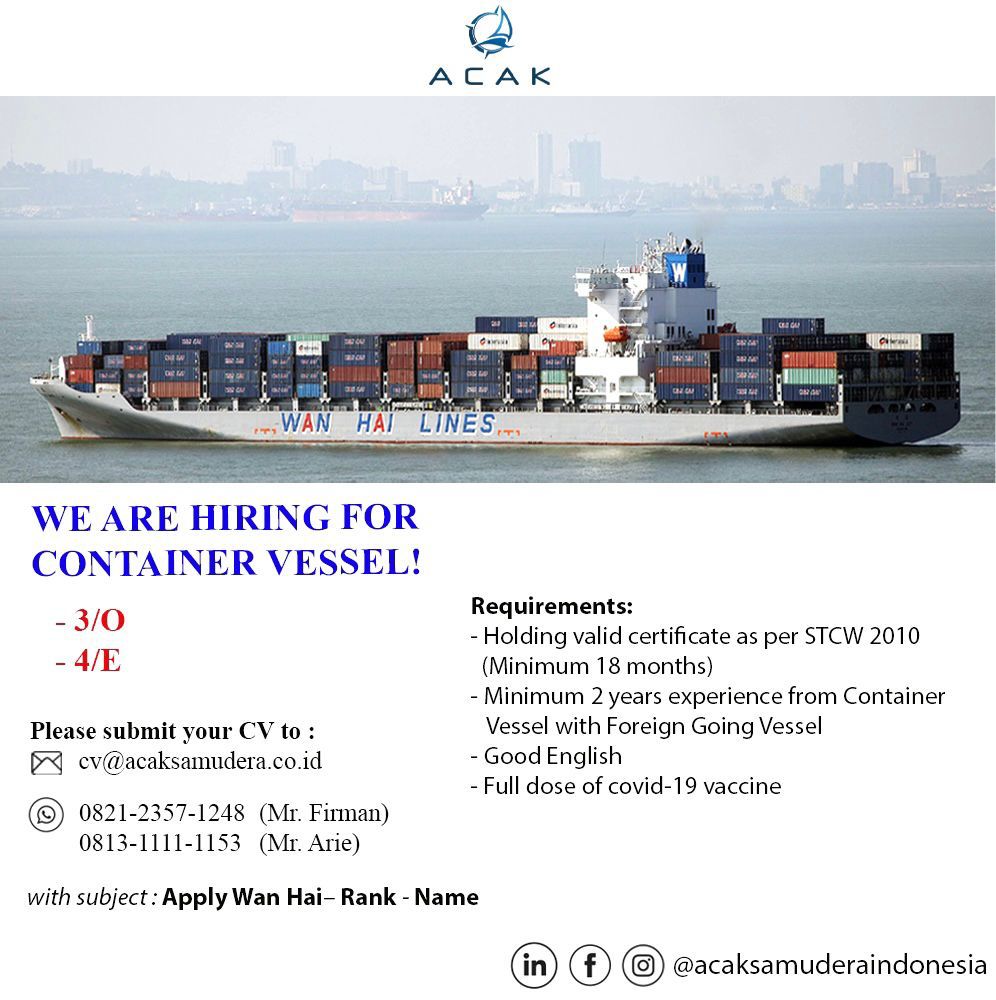 ACAK
W
WAN HAI LINES
WE ARE HIRING FOR
CONTAINER VESSEL!
- 3/O
- 4/E
Please submit your CV to :
cv@acaksamudera.co.id
0821-2357-1248 (Mr. Firman)
0813-1111-1153 (Mr. Arie)
with subject : Apply Wan Hai– Rank - Name
Requirements:
- Holding valid certificate as per STCW 2010
(Minimum 18 months)
- Minimum 2 years experience from Container
Vessel with Foreign Going Vessel
- Good English
- Full dose of covid-19 vaccine
in f @acaksamuderaindonesia